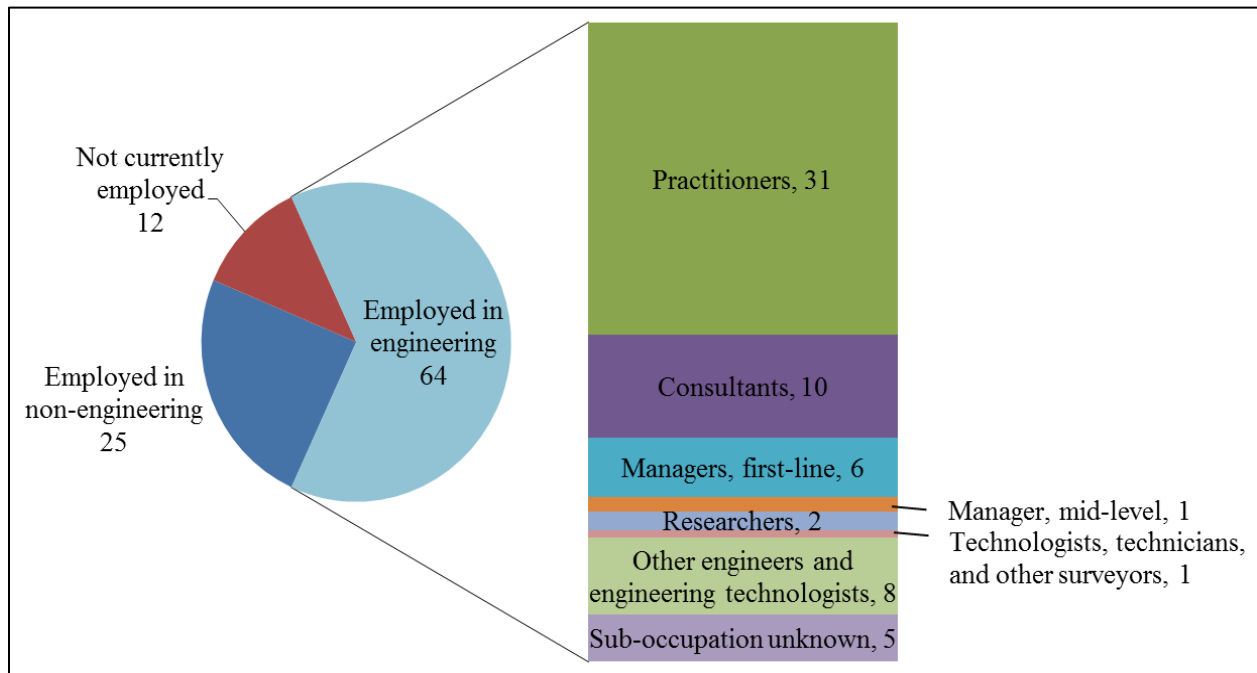 Not currently
employed
12
Employed in
engineering
64
Employed in
non-engineering
25
Practitioners, 31
Consultants, 10
Managers, first-line, 6
Manager, mid-level, 1
Researchers, 2
Technologists, technicians,
and other surveyors, 1
Other engineers and
engineering technologists, 8
Sub-occupation unknown, 5